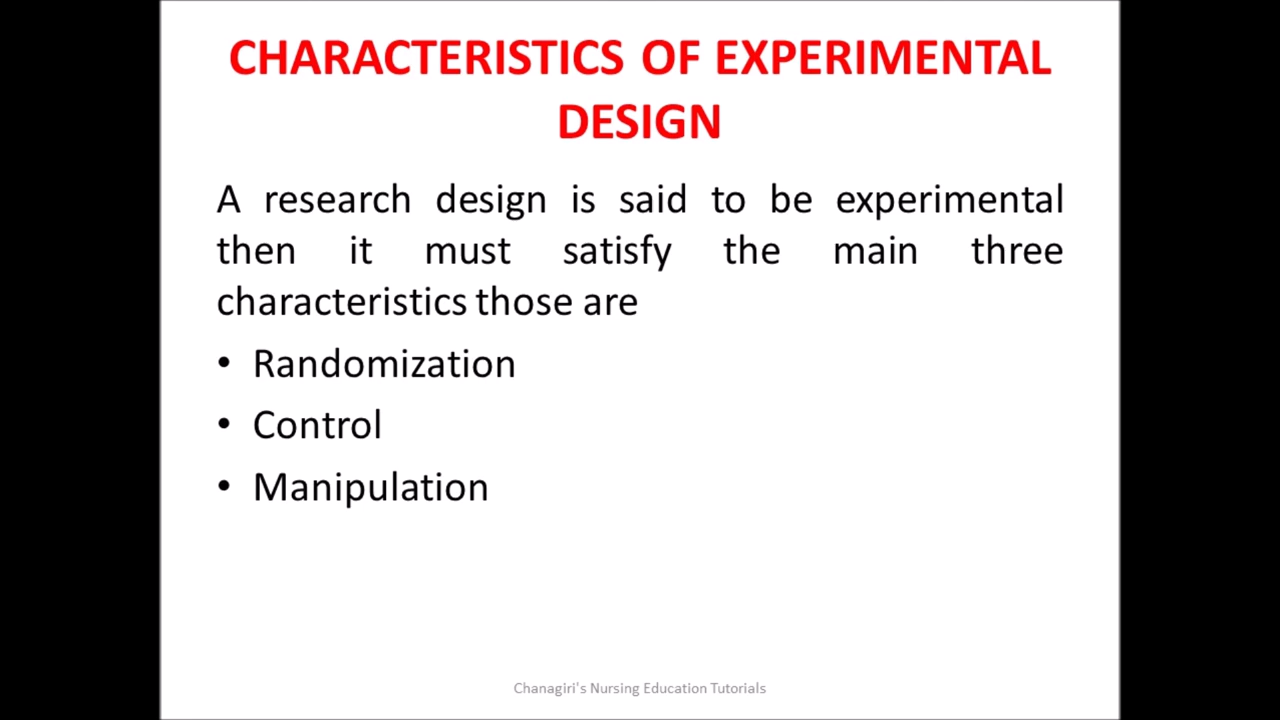 CHARACTERISTICS OF EXPERIMENTAL
DESIGN
A research design is said to be experimental
then it must satisfy the main three
characteristics those are
• Randomization
• Control
• Manipulation
Chanagiri's Nursing Education Tutorials